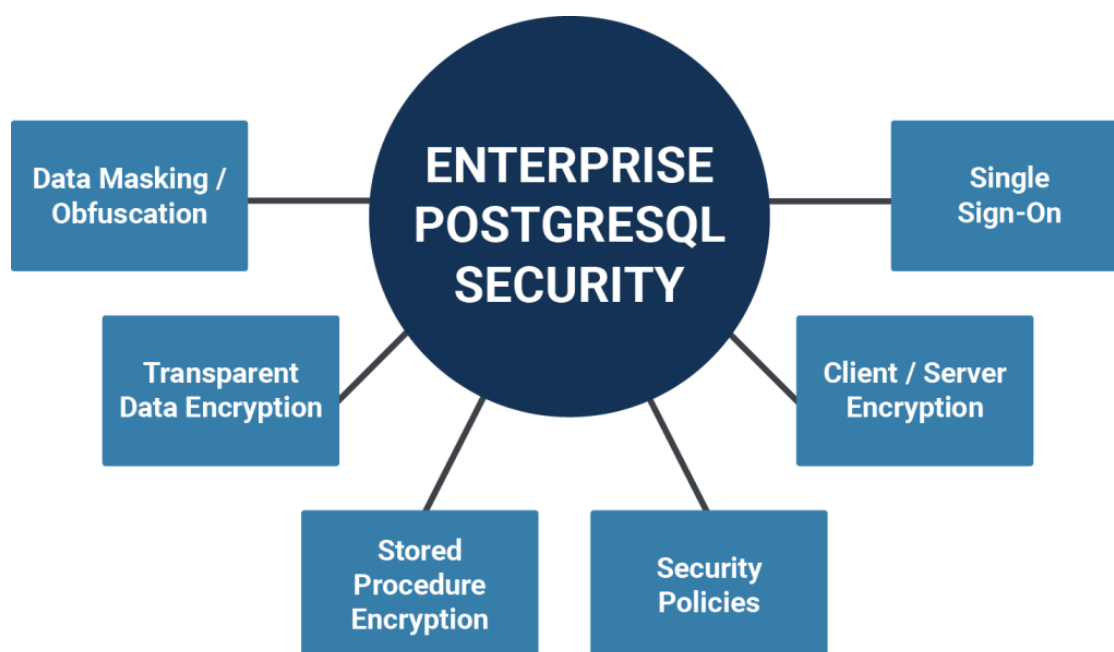 ENTERPRISE
POSTGRESQL
SECURITY
Data Masking /
Obfuscation
Single
Sign-On
Transparent
Data Encryption
Client / Server
Encryption
Stored
Procedure
Encryption
Security
Policies